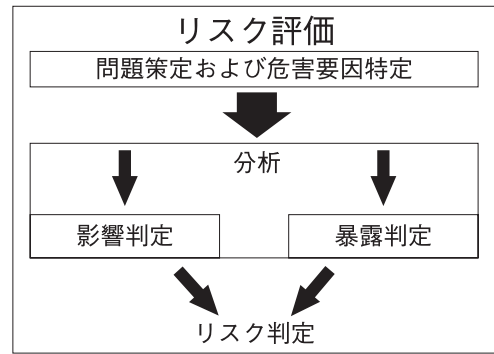 リスク評価
問題策定および危害要因特定
分析
影響判定
暴露判定
リスク判定